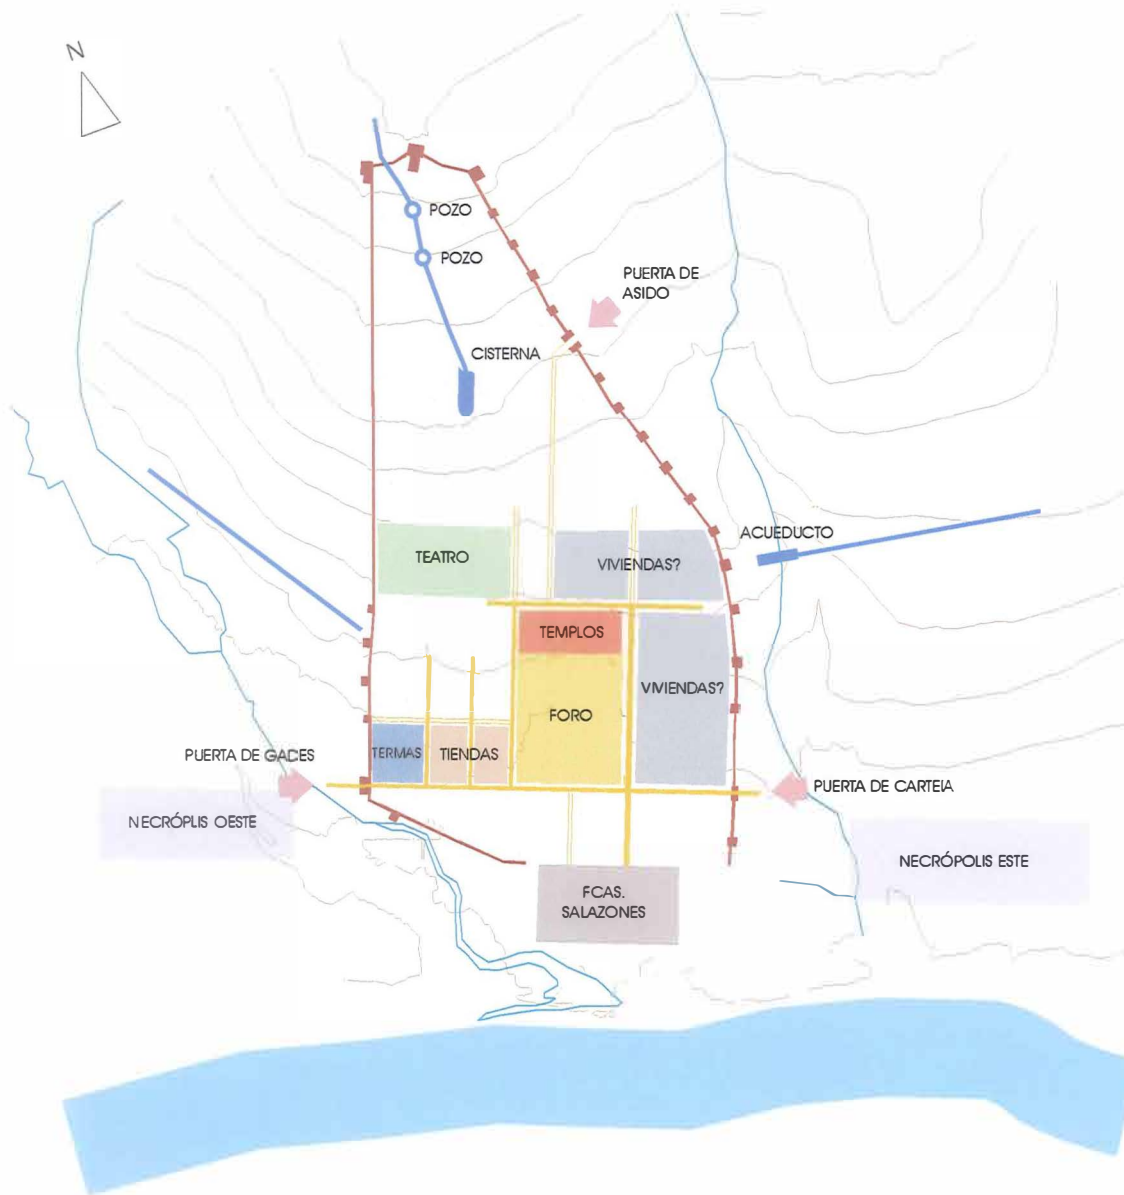 N
POZO
POZO
PUERTA DE
ASIDO
CISTERNA
ACUEDUCTO
TEATRO
VIVIENDAS?
TEMPLOS
VIVIENDAS?
FORO
PUERTA DE GADES
TERMAS
TIENDAS
PUERTA DE CARTEIA
NECRÓPLIS OESTE
NECRÓPOLIS ESTE
FCAS.
SALAZONES